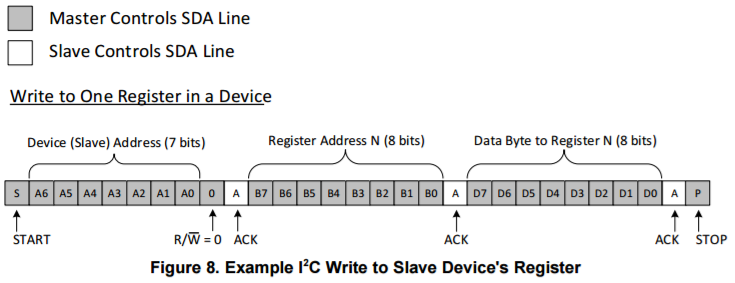 Master Controls SDA Line
Slave Controls SDA Line
Write to One Register in a Device
Device (Slave) Address (7 bits) Register Address N (8 bits) Data Byte to Register N (8 bits)
S A6 A5 A4 A3 A2 A1 A0 0 A B7 B6 B5 B4 B3 B2 B1 B0 A D7 D6 D5 D4 D3 D2 D1 D0 A P
START R/W̅ = 0 ACK ACK ACK STOP
Figure 8. Example I²C Write to Slave Device's Register